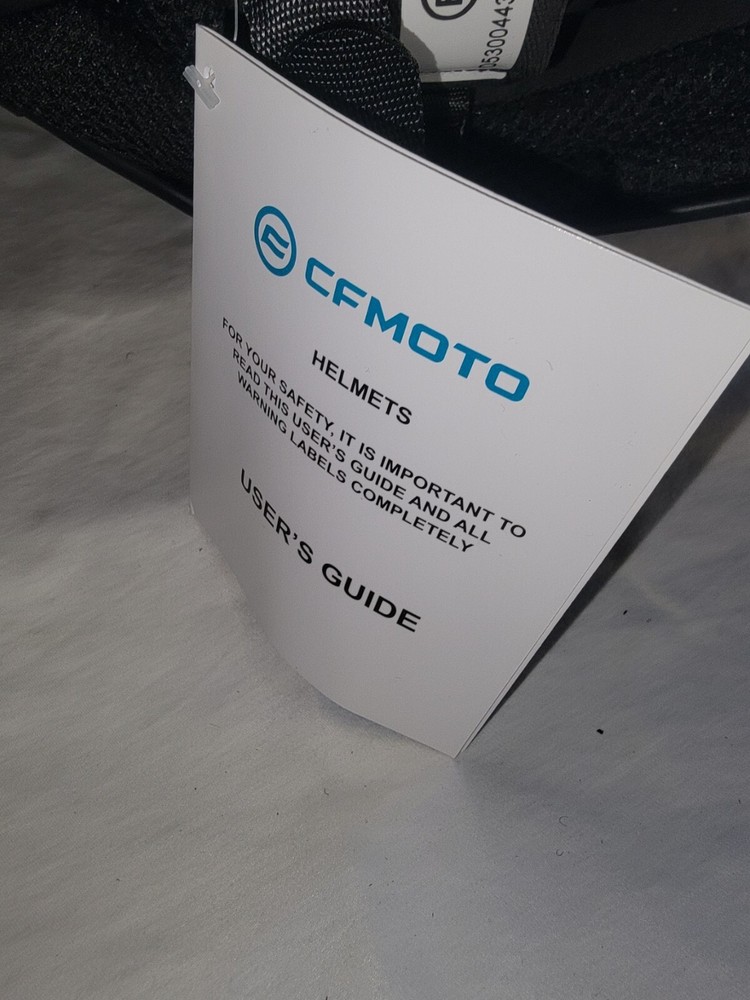 CFMOTO
HELMETS
FOR YOUR SAFETY, IT IS IMPORTANT TO
READ THIS USER'S GUIDE AND ALL
WARNING LABELS COMPLETELY
USER'S GUIDE